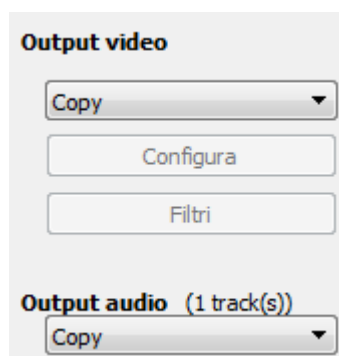 Output video
Copy
Configura
Filtri
Output audio (1 track(s))
Copy